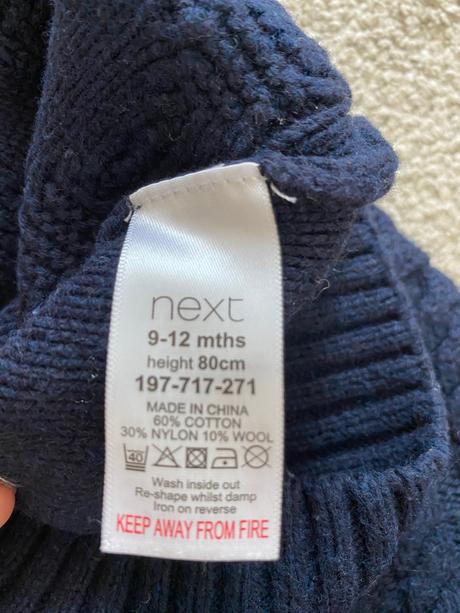 next
9-12 mths
height 80cm
197-717-271
MADE IN CHINA
60% COTTON
30% NYLON 10% WOOL
40
Wash inside out
Re-shape whilst damp
Iron on reverse
KEEP AWAY FROM FIRE